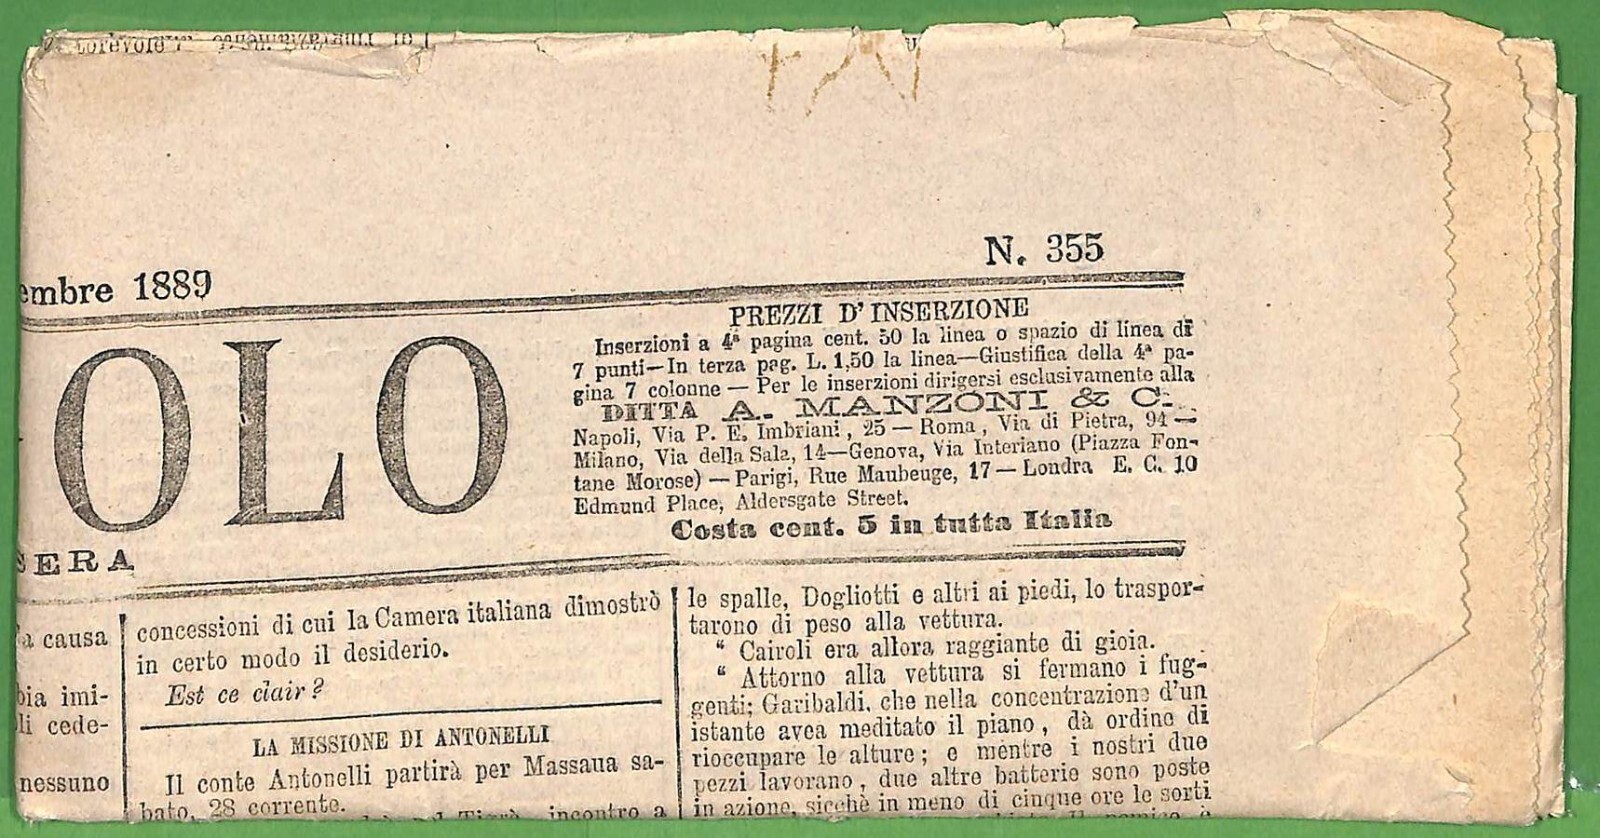 N. 355
embre 1889
OLO
SERA
PREZZI D'INSERZIONE
Inserzioni a 4ª pagina cent. 50 la linea o spazio di linea di
7 punti—In terza pag. L. 1,50 la linea—Giustifica della 4ª pa-
gina 7 colonne — Per le inserzioni dirigersi esclusivamente alla
DITTA A. MANZONI & C.
Napoli, Via P. E. Imbriani, 25 — Roma, Via di Pietra, 94 —
Milano, Via della Sala, 14—Genova, Via Interiano (Piazza Fon-
tane Morose) — Parigi, Rue Maubeuge, 17 — Londra E. C. 10
Edmund Place, Aldersgate Street.
Costa cent. 5 in tutta Italia
a causa
bia imi-
li cede-
nessuno
concessioni di cui la Camera italiana dimostrò
in certo modo il desiderio.
Est ce clair?
LA MISSIONE DI ANTONELLI
Il conte Antonelli partirà per Massaua sa-
bato, 28 corrente.
incontro a
le spalle, Dogliotti e altri ai piedi, lo traspor-
tarono di peso alla vettura.
“ Cairoli era allora raggiante di gioia.
“ Attorno alla vettura si fermano i fug-
genti; Garibaldi, che nella concentrazione d'un
istante avea meditato il piano, dà ordine di
rioccupare le alture; e mentre i nostri due
pezzi lavorano, due altre batterie sono poste
in azione, sicchè in meno di cinque ore le sorti